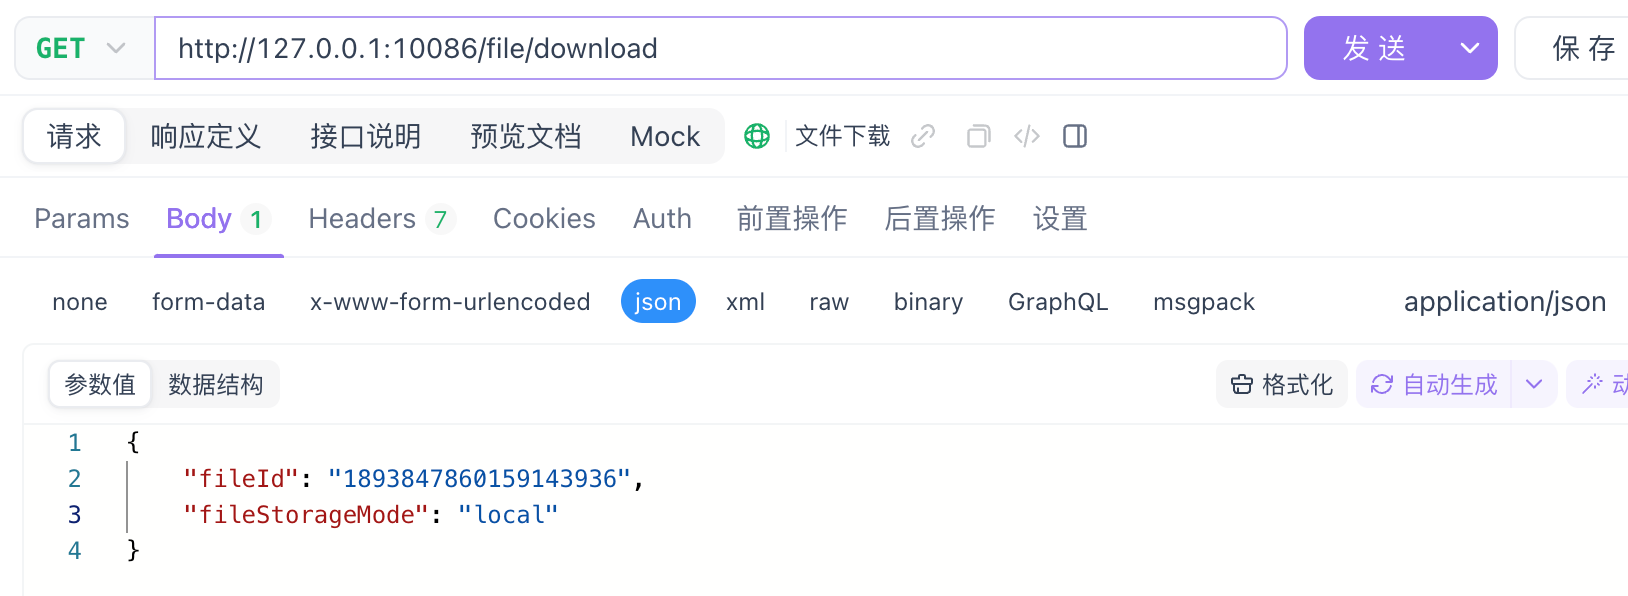 GET http://127.0.0.1:10086/file/download 发送 保存
请求 响应定义 接口说明 预览文档 Mock 文件下载
Params Body 1 Headers 7 Cookies Auth 前置操作 后置操作 设置
none form-data x-www-form-urlencoded json xml raw binary GraphQL msgpack application/json
参数值 数据结构 格式化 自动生成
1 {
2 "fileId": "1893847860159143936",
3 "fileStorageMode": "local"
4 }